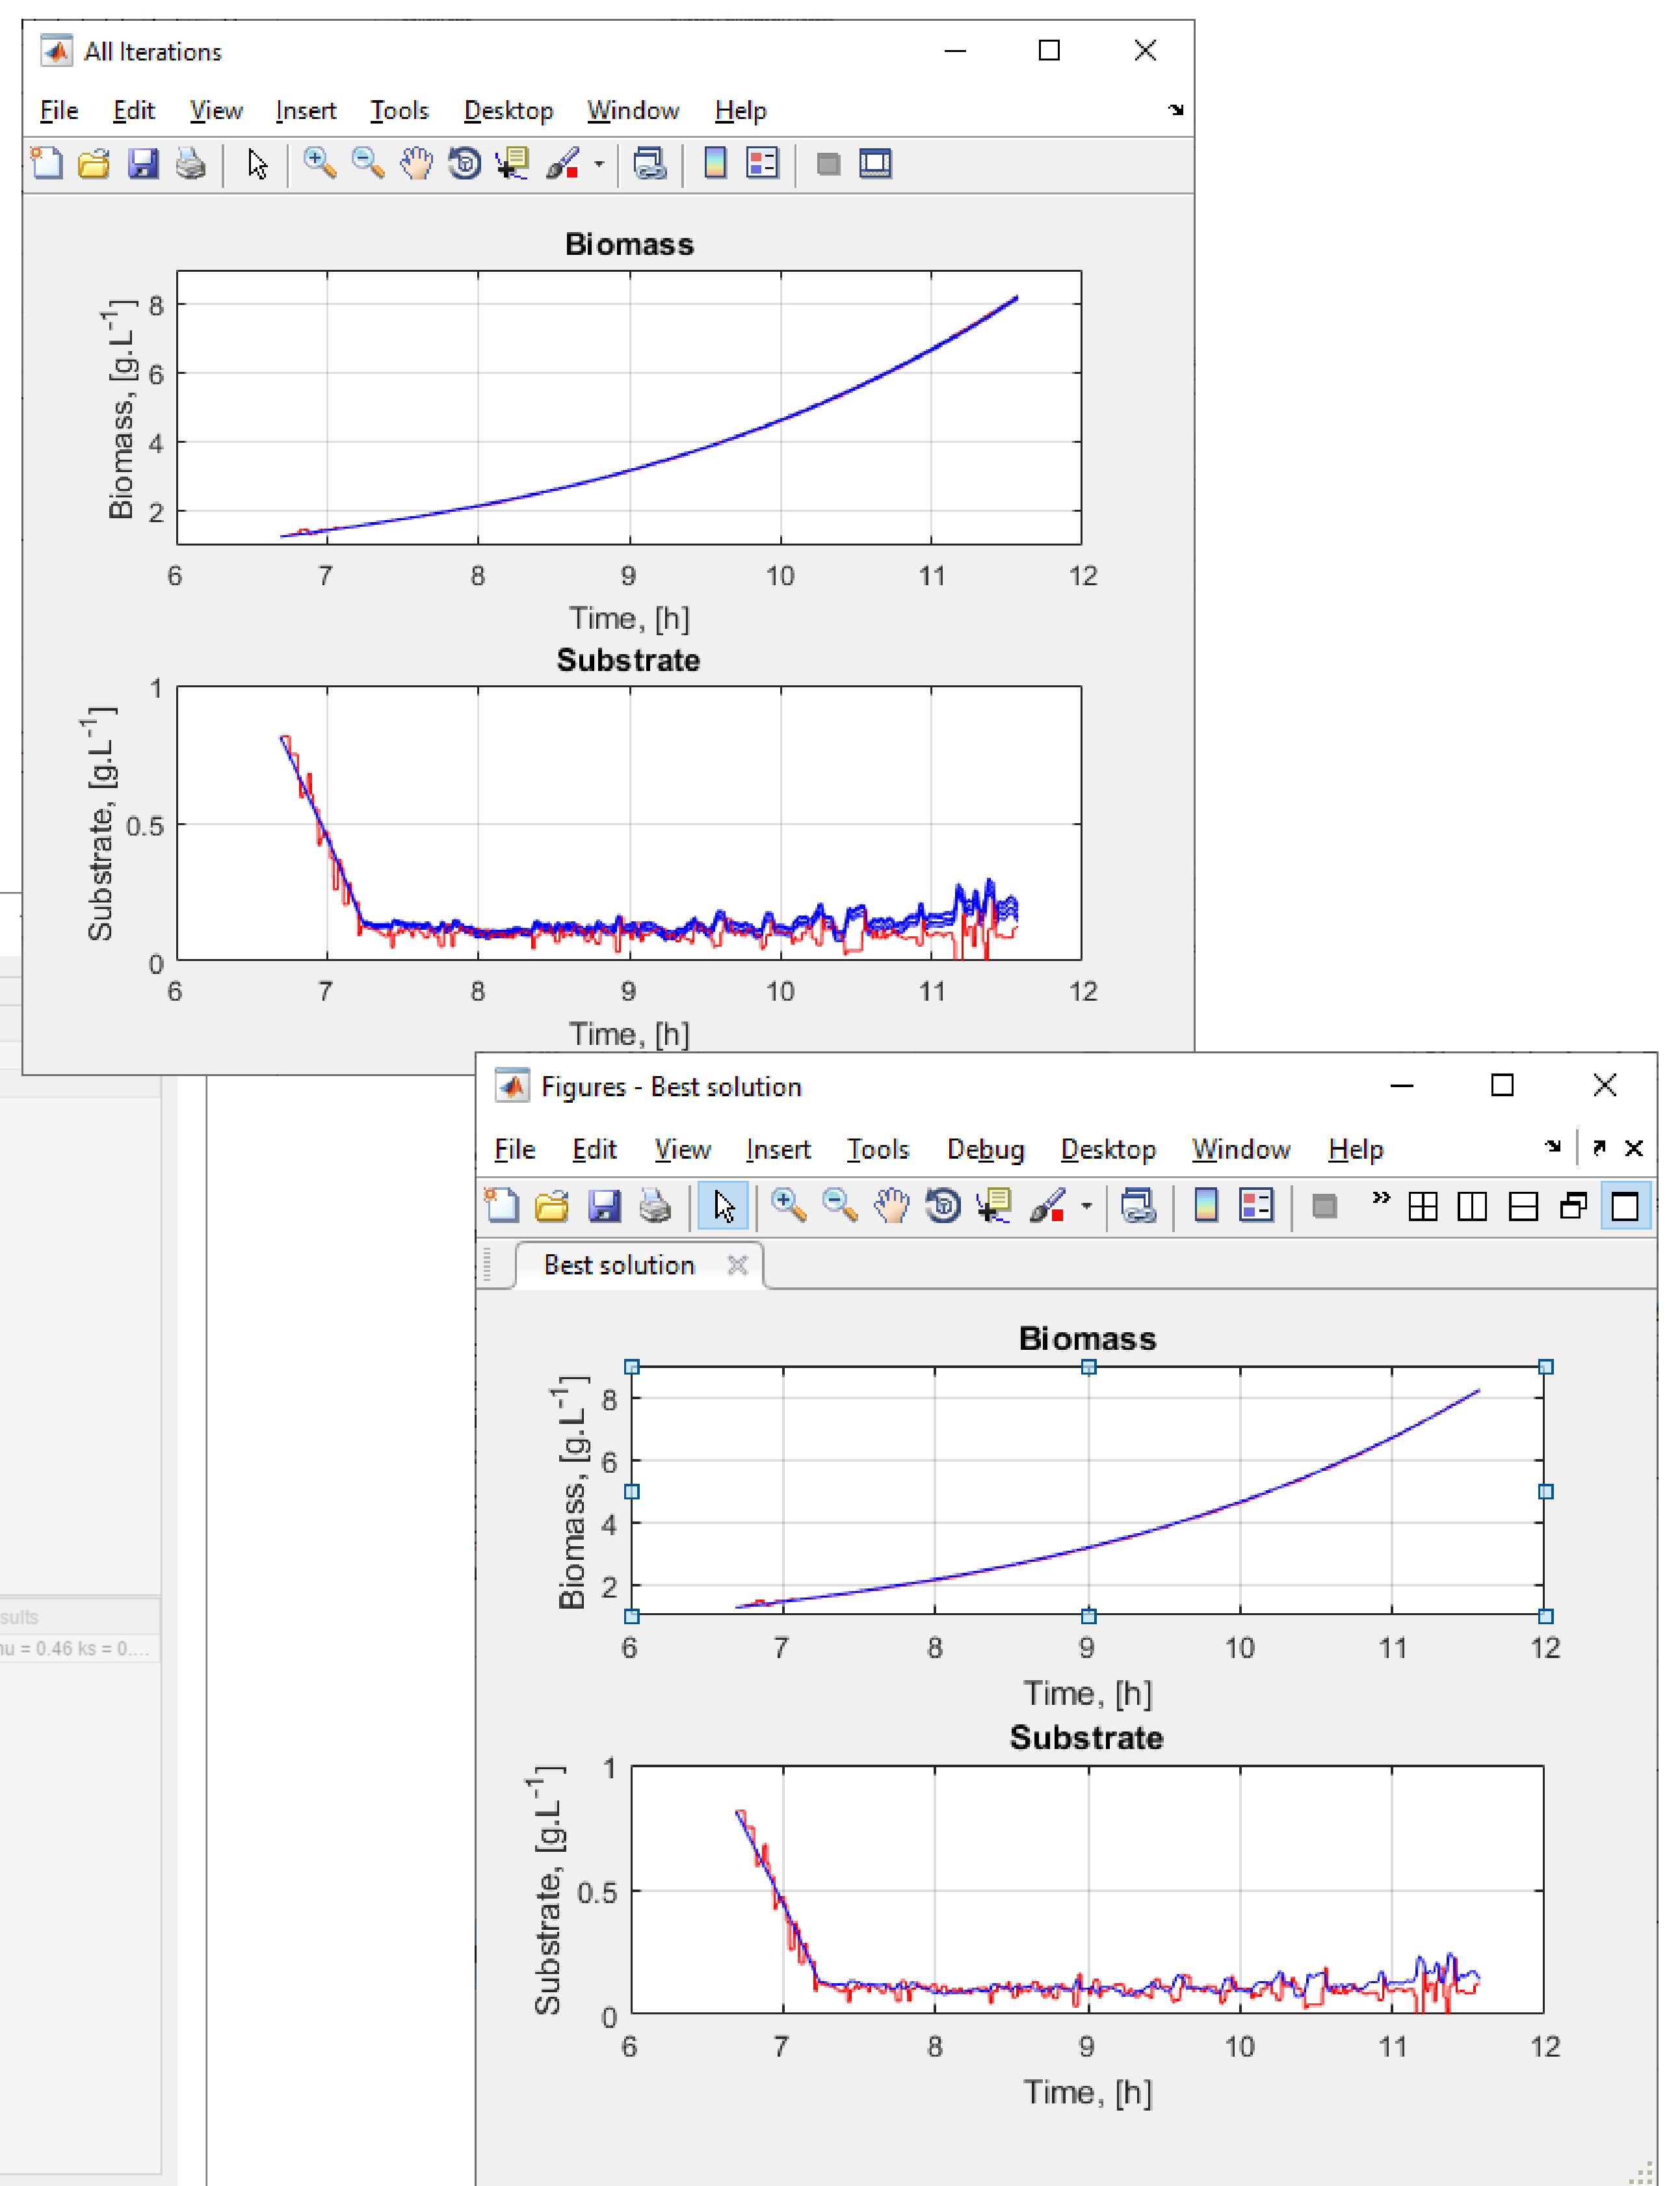 All Iterations
File Edit View Insert Tools Desktop Window Help
Biomass
Biomass, [g.L-1]
8
6
4
2
6 7 8 9 10 11 12
Time, [h]
Substrate
Substrate, [g.L-1]
1
0.5
0
6 7 8 9 10 11 12
Time, [h]
Figures - Best solution
File Edit View Insert Tools Debug Desktop Window Help
Best solution
Biomass
Biomass, [g.L-1]
8
6
4
2
6 7 8 9 10 11 12
Time, [h]
Substrate
Substrate, [g.L-1]
1
0.5
0
6 7 8 9 10 11 12
Time, [h]
sults
= 0.46 ks = 0....